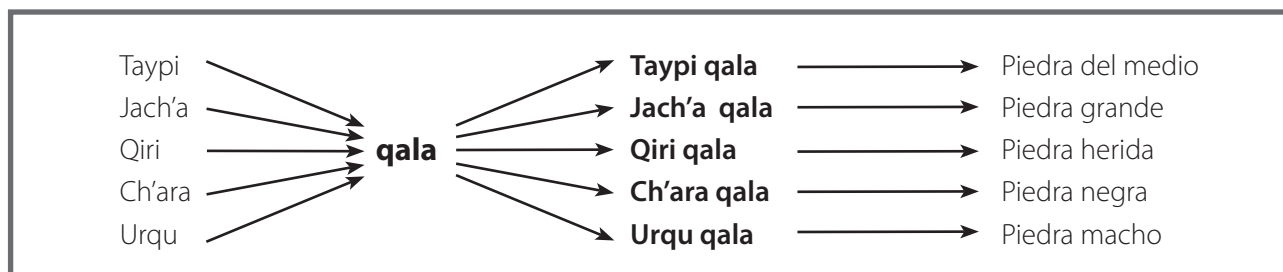 Taypi Taypi qala Piedra del medio
Jach'a Jach'a qala Piedra grande
Qiri qala Qiri qala Piedra herida
Ch'ara Ch'ara qala Piedra negra
Urqu Urqu qala Piedra macho